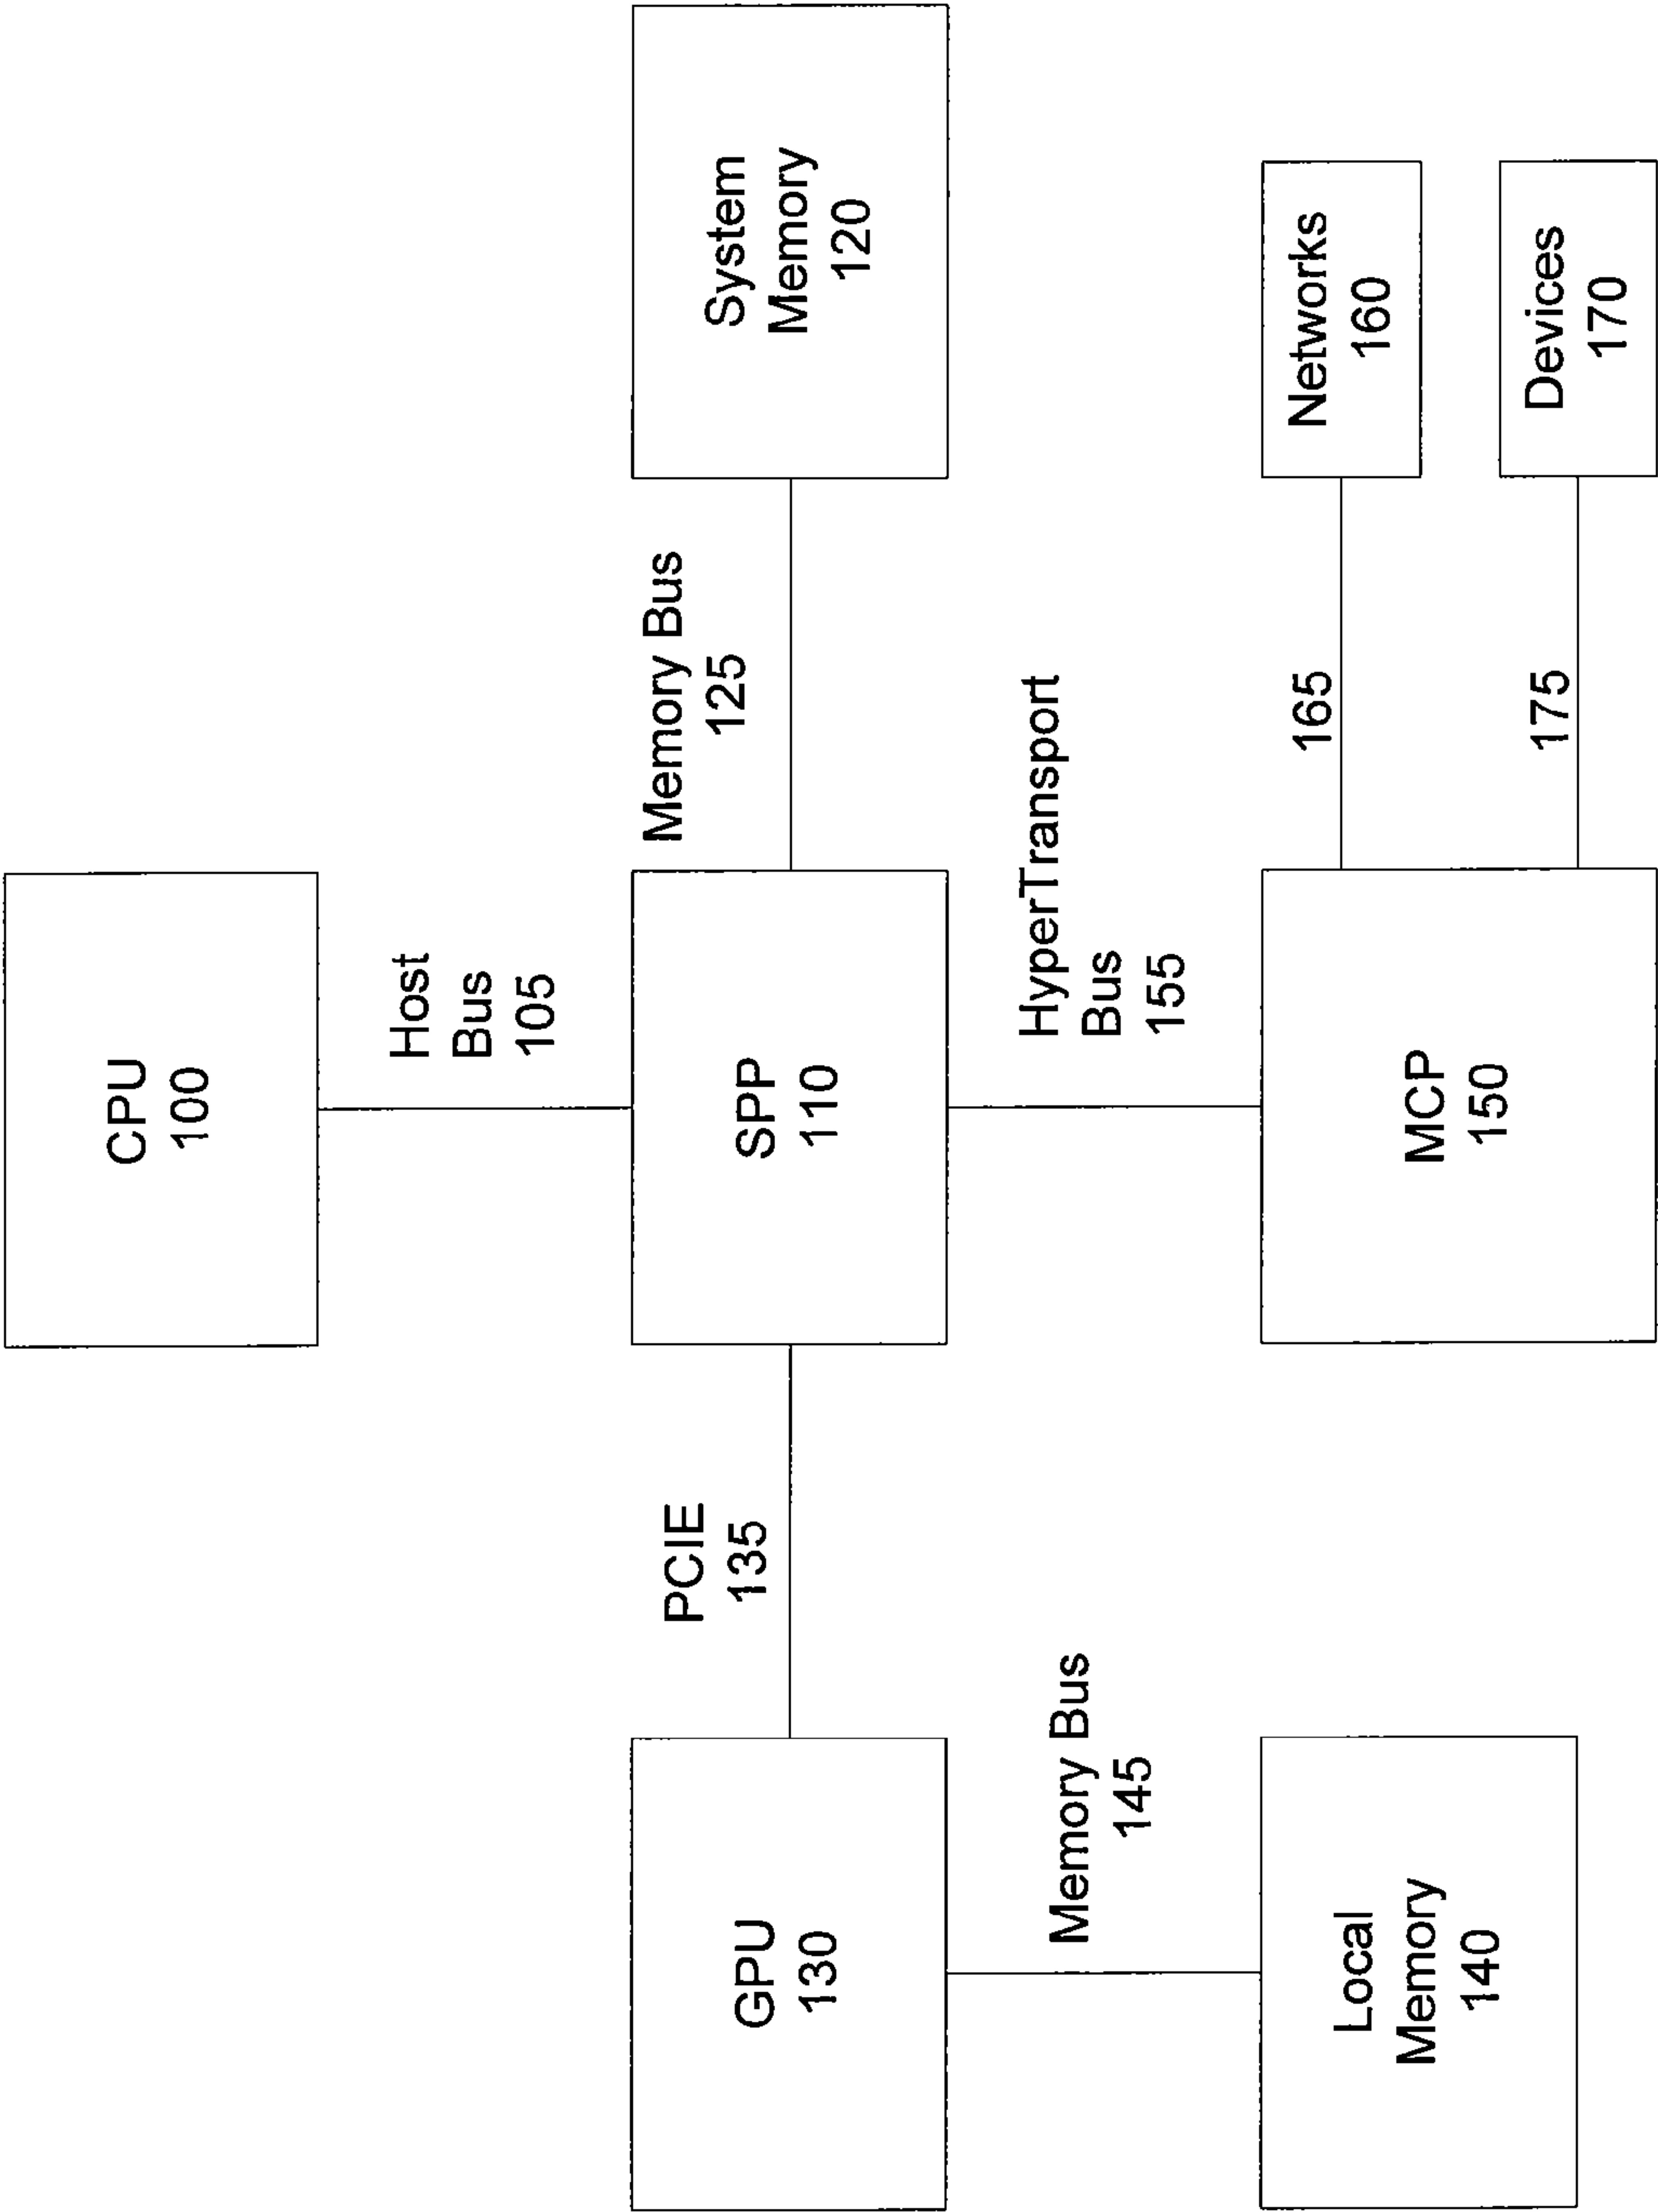 CPU
100
Host
Bus
105
GPU
130
PCIE
135
SPP
110
Memory Bus
125
System
Memory
120
Memory Bus
145
HyperTransport
Bus
155
Local
Memory
140
MCP
150
165
Networks
160
175
Devices
170